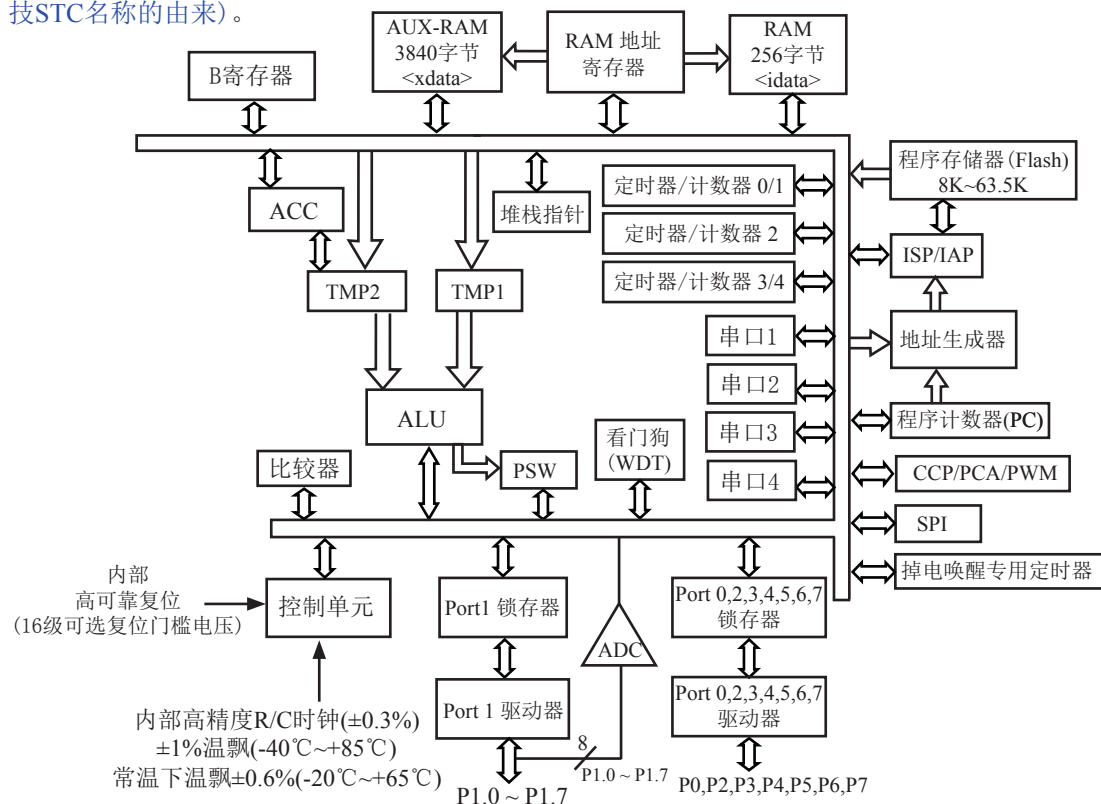 技STC名称的由来)。
AUX-RAM
3840字节
<xdata>
RAM 地址
寄存器
RAM
256字节
<idata>
B寄存器
程序存储器(Flash)
8K~63.5K
定时器/计数器 0/1
ACC
堆栈指针
定时器/计数器 2
ISP/IAP
TMP2
TMP1
定时器/计数器 3/4
串口1
地址生成器
串口2
ALU
程序计数器(PC)
串口3
看门狗
(WDT)
比较器
PSW
串口4
CCP/PCA/PWM
SPI
掉电唤醒专用定时器
内部
高可靠复位
(16级可选复位门槛电压)
控制单元
Port1 锁存器
ADC
Port 0,2,3,4,5,6,7
锁存器
Port 1 驱动器
Port 0,2,3,4,5,6,7
驱动器
内部高精度R/C时钟(±0.3%)
±1%温飘(-40℃~+85℃)
常温下温飘±0.6%(-20℃~+65℃)
8
P1.0 ~ P1.7
P1.0 ~ P1.7
P0,P2,P3,P4,P5,P6,P7